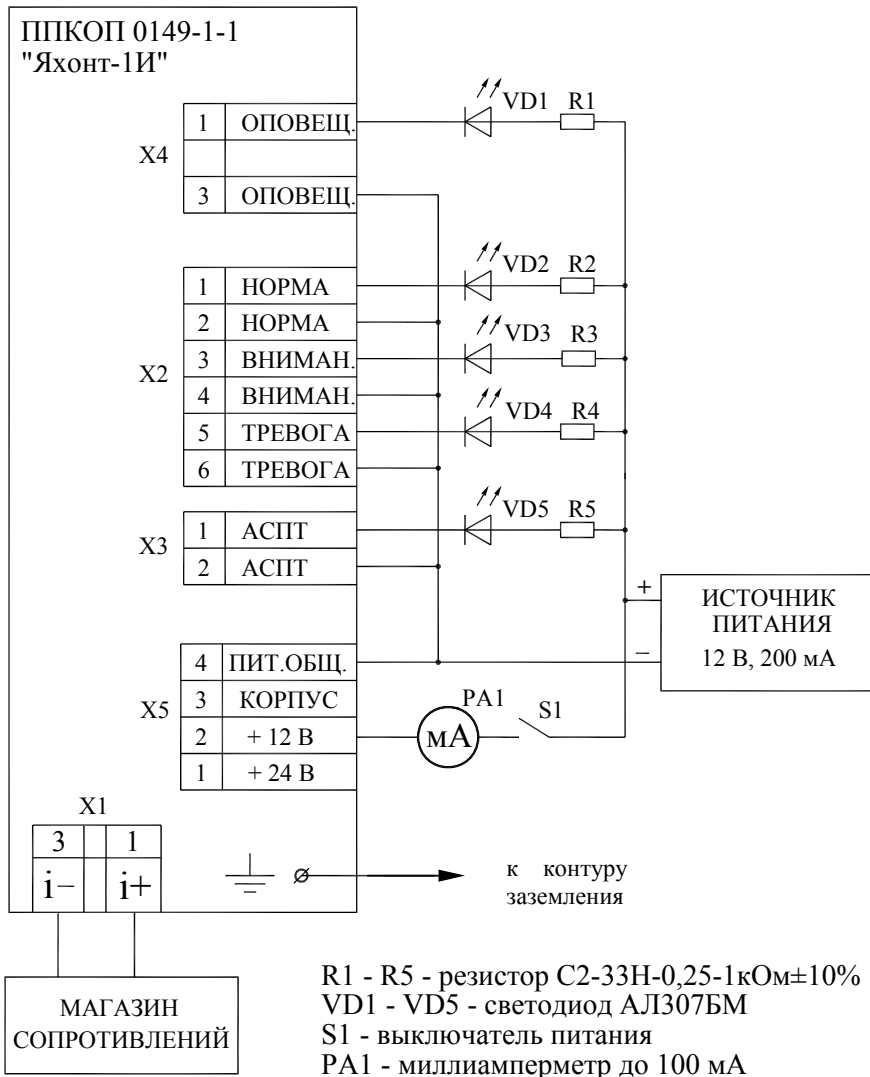 ППКОП 0149-1-1
"Яхонт-1И"
X4
1 ОПОВЕЩ.
3 ОПОВЕЩ.
VD1 R1
X2
1 НОРМА
2 НОРМА
3 ВНИМАН.
4 ВНИМАН.
5 ТРЕВОГА
6 ТРЕВОГА
VD2 R2
VD3 R3
VD4 R4
X3
1 АСПТ
2 АСПТ
VD5 R5
+
−
ИСТОЧНИК
ПИТАНИЯ
12 В, 200 мА
X5
4 ПИТ.ОБЩ.
3 КОРПУС
2 + 12 В
1 + 24 В
PA1
мА
S1
X1
3 1
i− i+
к контуру
заземления
МАГАЗИН
СОПРОТИВЛЕНИЙ
R1 - R5 - резистор С2-33Н-0,25-1кОм±10%
VD1 - VD5 - светодиод АЛ307БМ
S1 - выключатель питания
PA1 - миллиамперметр до 100 мА